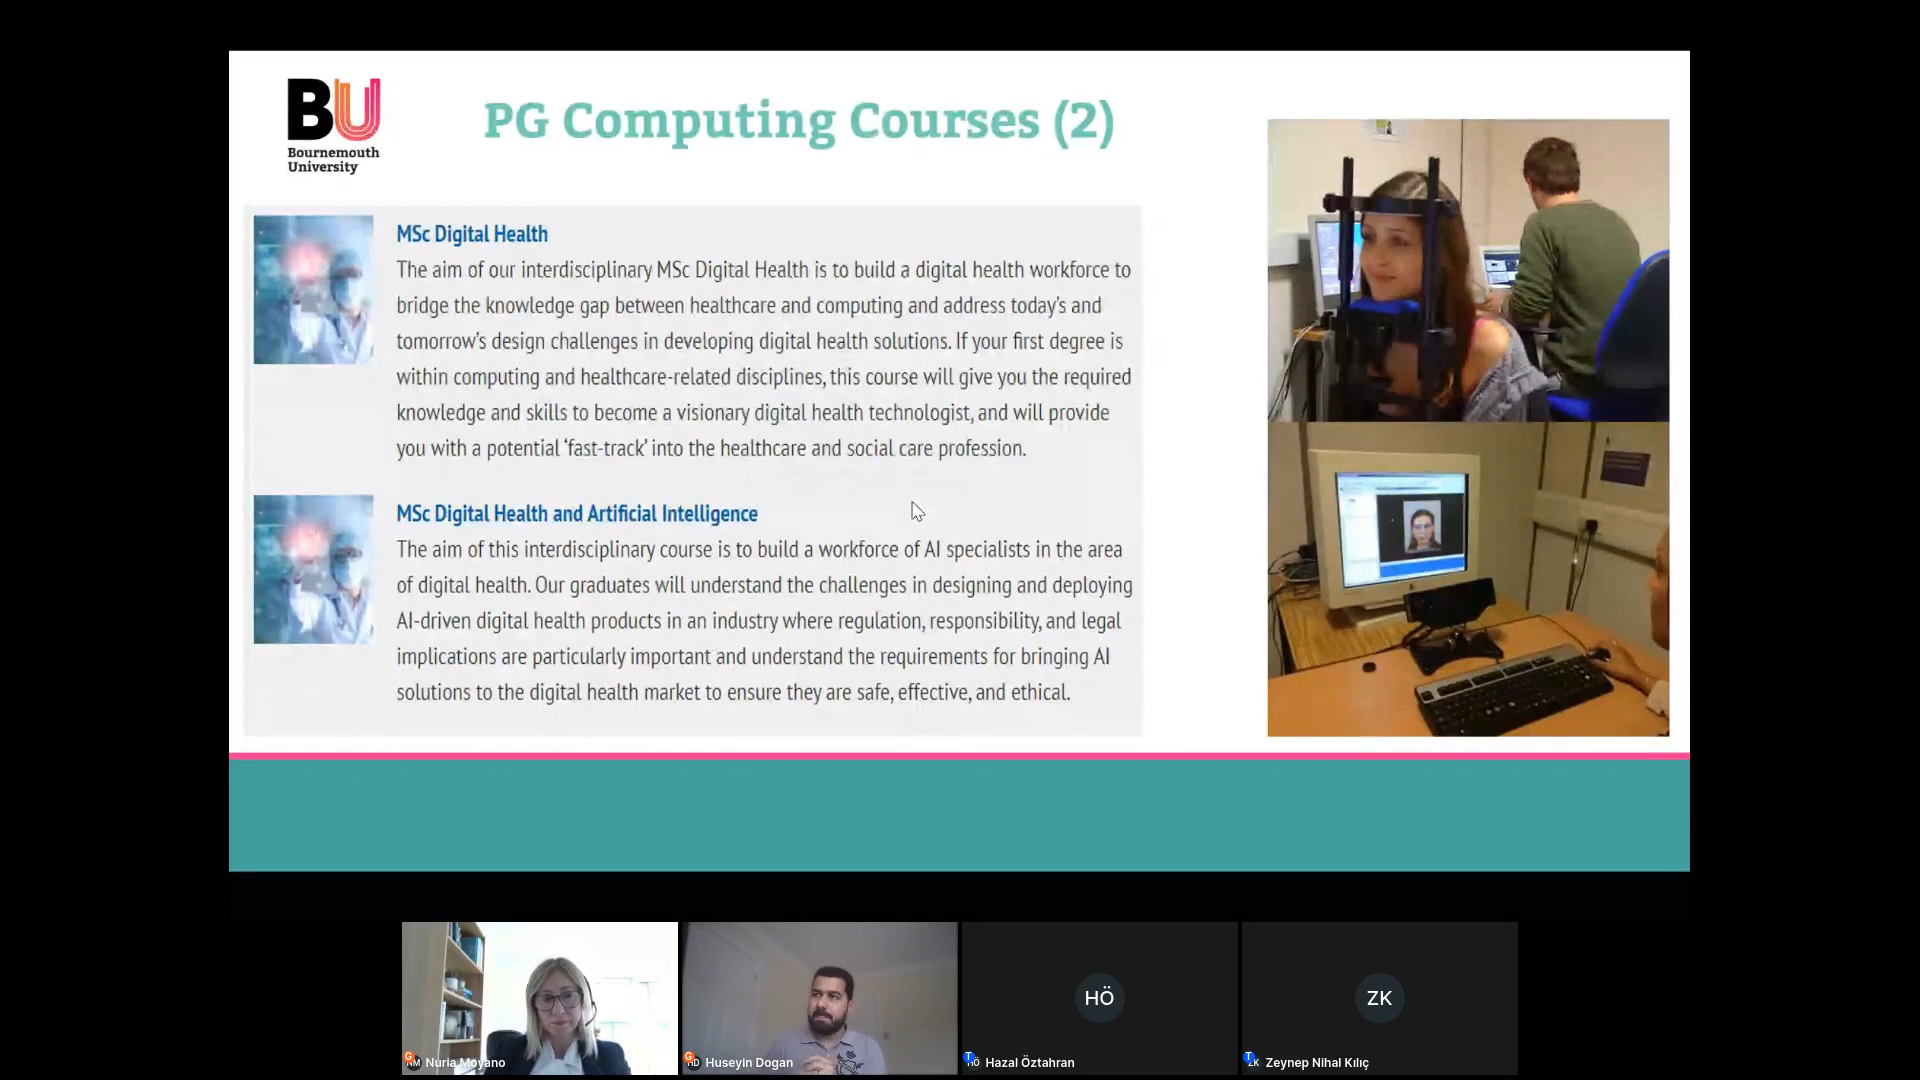 BU
Bournemouth
University
PG Computing Courses (2)
MSc Digital Health
The aim of our interdisciplinary MSc Digital Health is to build a digital health workforce to
bridge the knowledge gap between healthcare and computing and address today's and
tomorrow's design challenges in developing digital health solutions. If your first degree is
within computing and healthcare-related disciplines, this course will give you the required
knowledge and skills to become a visionary digital health technologist, and will provide
you with a potential ‘fast-track’ into the healthcare and social care profession.
MSc Digital Health and Artificial Intelligence
The aim of this interdisciplinary course is to build a workforce of AI specialists in the area
of digital health. Our graduates will understand the challenges in designing and deploying
AI-driven digital health products in an industry where regulation, responsibility, and legal
implications are particularly important and understand the requirements for bringing AI
solutions to the digital health market to ensure they are safe, effective, and ethical.
HÖ
ZK
G NM Nuria Moyano
G HD Huseyin Dogan
T HÖ Hazal Öztahran
T ZK Zeynep Nihal Kılıç